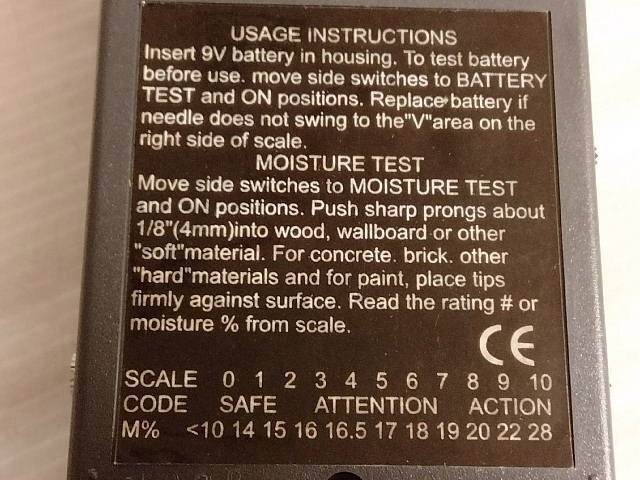 USAGE INSTRUCTIONS
Insert 9V battery in housing. To test battery
before use. move side switches to BATTERY
TEST and ON positions. Replace battery if
needle does not swing to the"V"area on the
right side of scale.
MOISTURE TEST
Move side switches to MOISTURE TEST
and ON positions. Push sharp prongs about
1/8"(4mm)into wood, wallboard or other
"soft"material. For concrete. brick. other
"hard"materials and for paint, place tips
firmly against surface. Read the rating # or
moisture % from scale.
CE
SCALE 0 1 2 3 4 5 6 7 8 9 10
CODE SAFE ATTENTION ACTION
M% <10 14 15 16 16.5 17 18 19 20 22 28